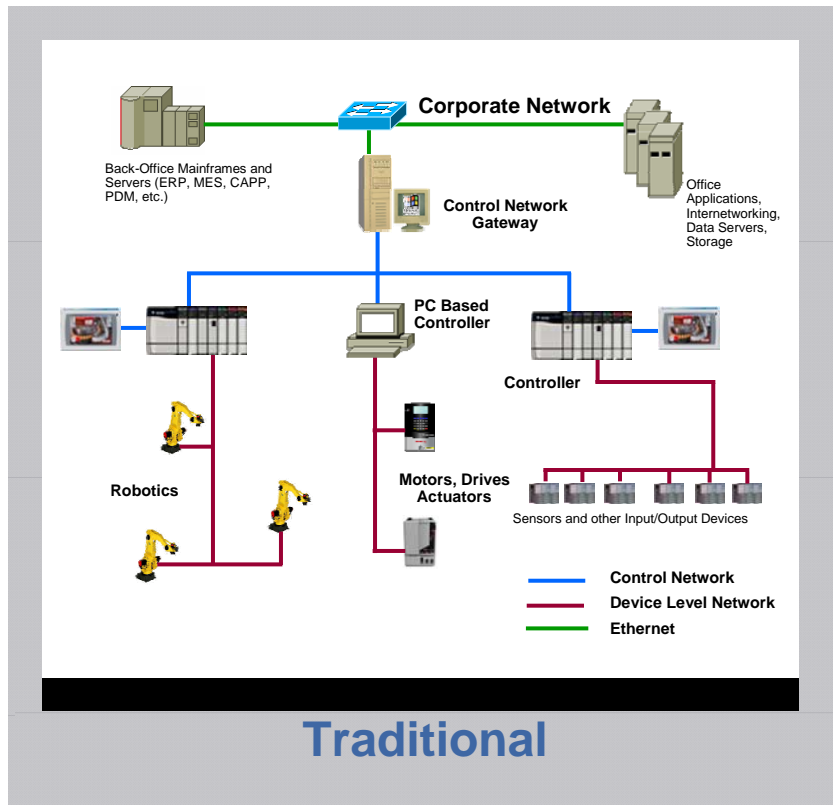 Corporate Network
Back-Office Mainframes and
Servers (ERP, MES, CAPP,
PDM, etc.)
Office
Applications,
Internetworking,
Data Servers,
Storage
Control Network
Gateway
PC Based
Controller
Controller
Robotics
Motors, Drives
Actuators
Sensors and other Input/Output Devices
Control Network
Device Level Network
Ethernet
Traditional